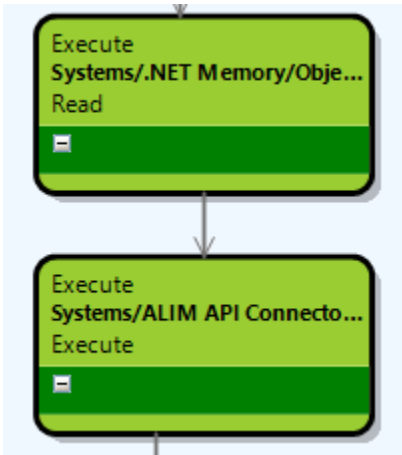 Execute
Systems/.NET Memory/Obje...
Read
Execute
Systems/ALIM API Connecto...
Execute